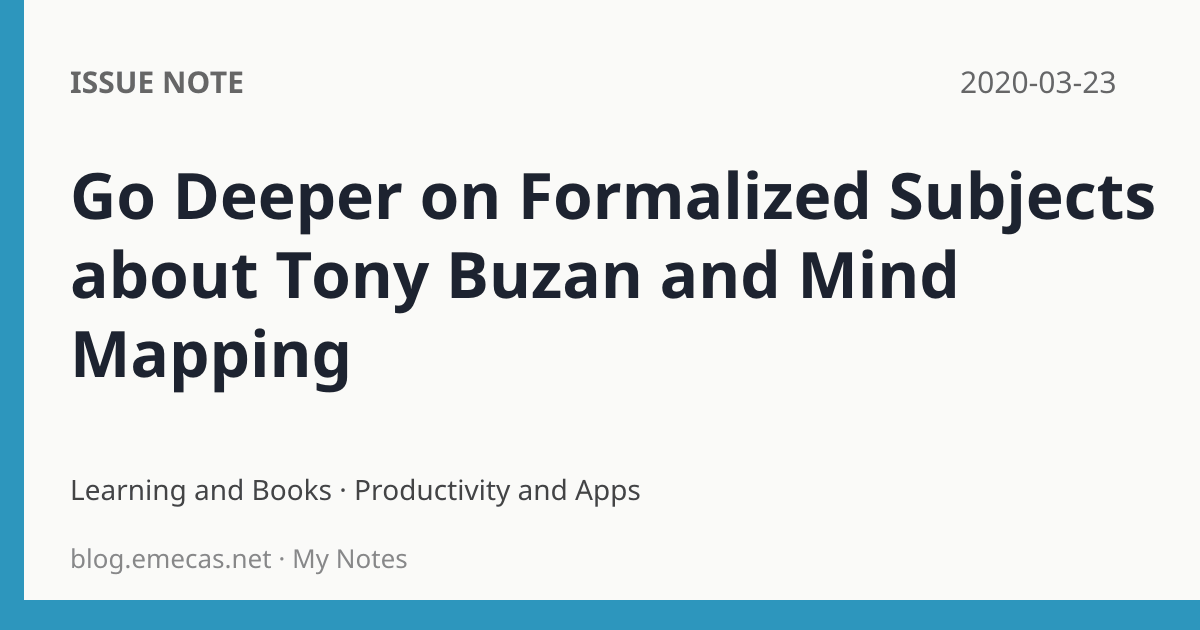 ISSUE NOTE
2020-03-23
Go Deeper on Formalized Subjects
about Tony Buzan and Mind
Mapping
Learning and Books · Productivity and Apps
blog.emecas.net · My Notes